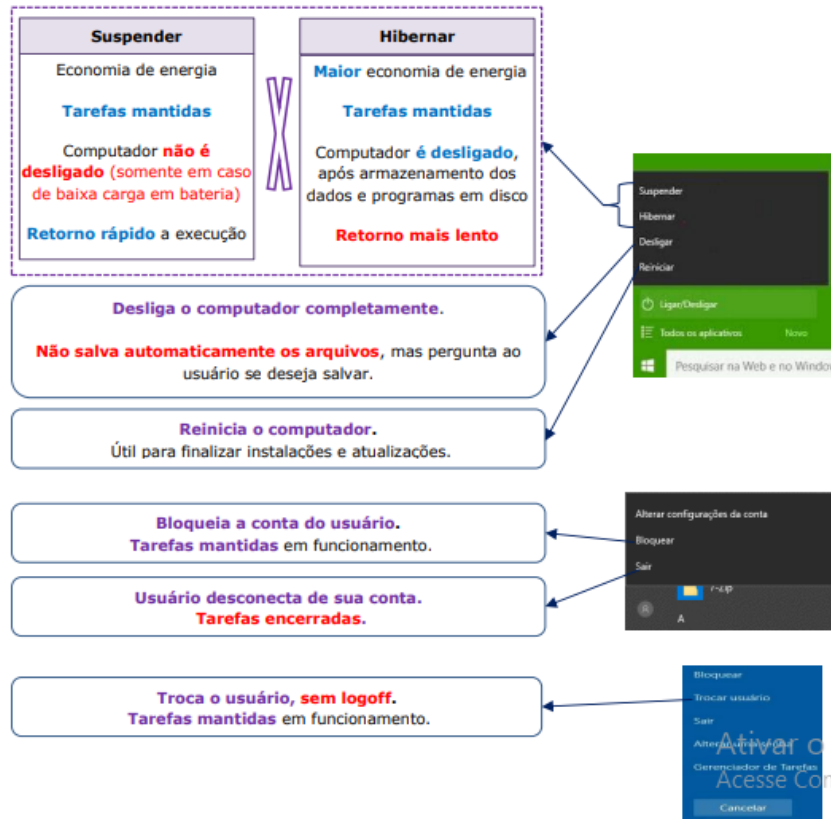 Suspender
Economia de energia
Tarefas mantidas
Computador não é
desligado (somente em caso
de baixa carga em bateria)
Retorno rápido a execução
Hibernar
Maior economia de energia
Tarefas mantidas
Computador é desligado,
após armazenamento dos
dados e programas em disco
Retorno mais lento
Suspender
Hibernar
Desligar
Reiniciar
Ligar/Desligar
Todos os aplicativos Novo
Pesquisar na Web e no Window
Desliga o computador completamente.
Não salva automaticamente os arquivos, mas pergunta ao
usuário se deseja salvar.
Reinicia o computador.
Útil para finalizar instalações e atualizações.
Alterar configurações da conta
Bloquear
Sair
7-Zip
A
Bloqueia a conta do usuário.
Tarefas mantidas em funcionamento.
Usuário desconecta de sua conta.
Tarefas encerradas.
Troca o usuário, sem logoff.
Tarefas mantidas em funcionamento.
Bloquear
Trocar usuário
Sair
Alterar uma senha
Gerenciador de Tarefas
Cancelar
Ativar o
Acesse Con